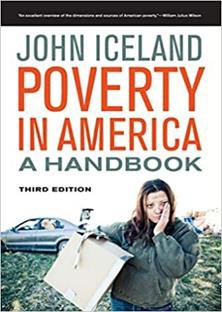 "An excellent overview of the dimensions and sources of American poverty."—William Julius Wilson
JOHN ICELAND
POVERTY
IN AMERICA
A HANDBOOK
THIRD EDITION